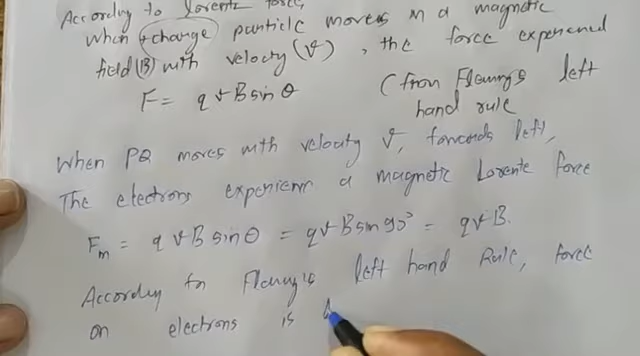 According to Lorentz force,
when +charge particle moves in a magnetic
field (B) with velocity (v), the force experienced
F = qvB sin θ (from Flaming's left
hand rule
When PQ moves with velocity v, towards left,
The electrons experience a magnetic Lorentz force
Fm = qvB sin θ = qvB sin 90° = qvB.
According to Flaming's left hand Rule, force
on electrons is